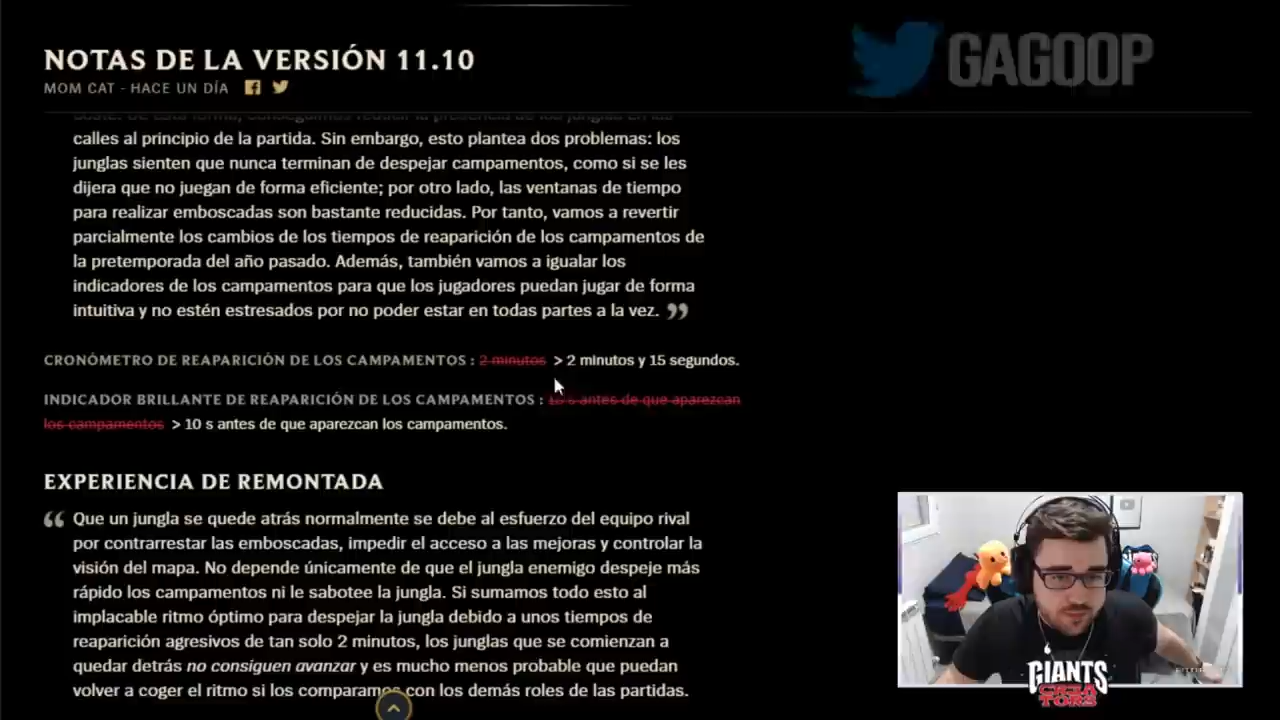 NOTAS DE LA VERSIÓN 11.10
MOM CAT - HACE UN DÍA
GAGOOP
calles al principio de la partida. Sin embargo, esto plantea dos problemas: los
junglas sienten que nunca terminan de despejar campamentos, como si se les
dijera que no juegan de forma eficiente; por otro lado, las ventanas de tiempo
para realizar emboscadas son bastante reducidas. Por tanto, vamos a revertir
parcialmente los cambios de los tiempos de reaparición de los campamentos de
la pretemporada del año pasado. Además, también vamos a igualar los
indicadores de los campamentos para que los jugadores puedan jugar de forma
intuitiva y no estén estresados por no poder estar en todas partes a la vez. ”
CRONÓMETRO DE REAPARICIÓN DE LOS CAMPAMENTOS : 2 minutos > 2 minutos y 15 segundos.
INDICADOR BRILLANTE DE REAPARICIÓN DE LOS CAMPAMENTOS : s antes de que aparezcan
los campamentos > 10 s antes de que aparezcan los campamentos.
EXPERIENCIA DE REMONTADA
“ Que un jungla se quede atrás normalmente se debe al esfuerzo del equipo rival
por contrarrestar las emboscadas, impedir el acceso a las mejoras y controlar la
visión del mapa. No depende únicamente de que el jungla enemigo despeje más
rápido los campamentos ni le sabotee la jungla. Si sumamos todo esto al
implacable ritmo óptimo para despejar la jungla debido a unos tiempos de
reaparición agresivos de tan solo 2 minutos, los junglas que se comienzan a
quedar detrás no consiguen avanzar y es mucho menos probable que puedan
volver a coger el ritmo si los comparamos con los demás roles de las partidas.
GIANTS
CREA
TORS